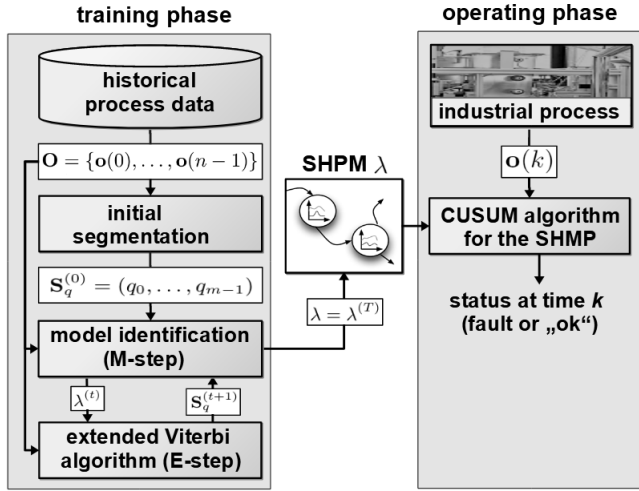 training phase
historical
process data
O = {o(0), . . . , o(n − 1)}
initial
segmentation
S_q^{(0)} = (q_0, . . . , q_{m−1})
model identification
(M-step)
λ^{(t)}
S_q^{(t+1)}
extended Viterbi
algorithm (E-step)
SHPM λ
λ = λ^{(T)}
operating phase
industrial process
o(k)
CUSUM algorithm
for the SHMP
status at time k
(fault or „ok“)